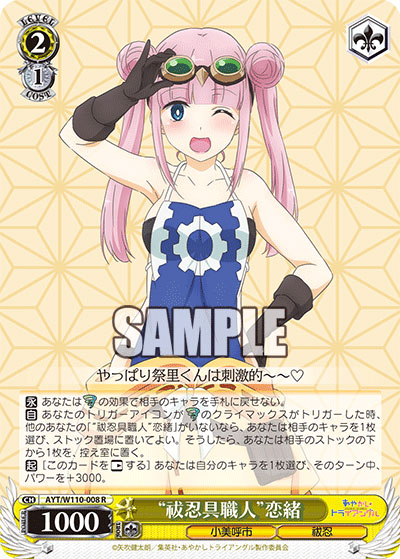 LEVEL
2
1
COST
SAMPLE
やっぱり祭里くんは刺激的～～♡
永 あなたは の効果で相手のキャラを手札に戻せない。
自 あなたのトリガーアイコンが のクライマックスがトリガーした時、
他のあなたの「“祓忍具職人”恋緒」がいないなら、あなたは相手のキャラを1枚
選び、ストック置場に置いてよい。そうしたら、あなたは相手のストックの下
から1枚を、控え室に置く。
起 [このカードを する] あなたは自分のキャラを1枚選び、そのターン中、
パワーを＋3000。
CH AYT/W110-008 R
あやかし
トライアングル
1000
“祓忍具職人”恋緒
小美呼市
祓忍
©矢吹健太朗／集英社・あやかしトライアングル製作委員会